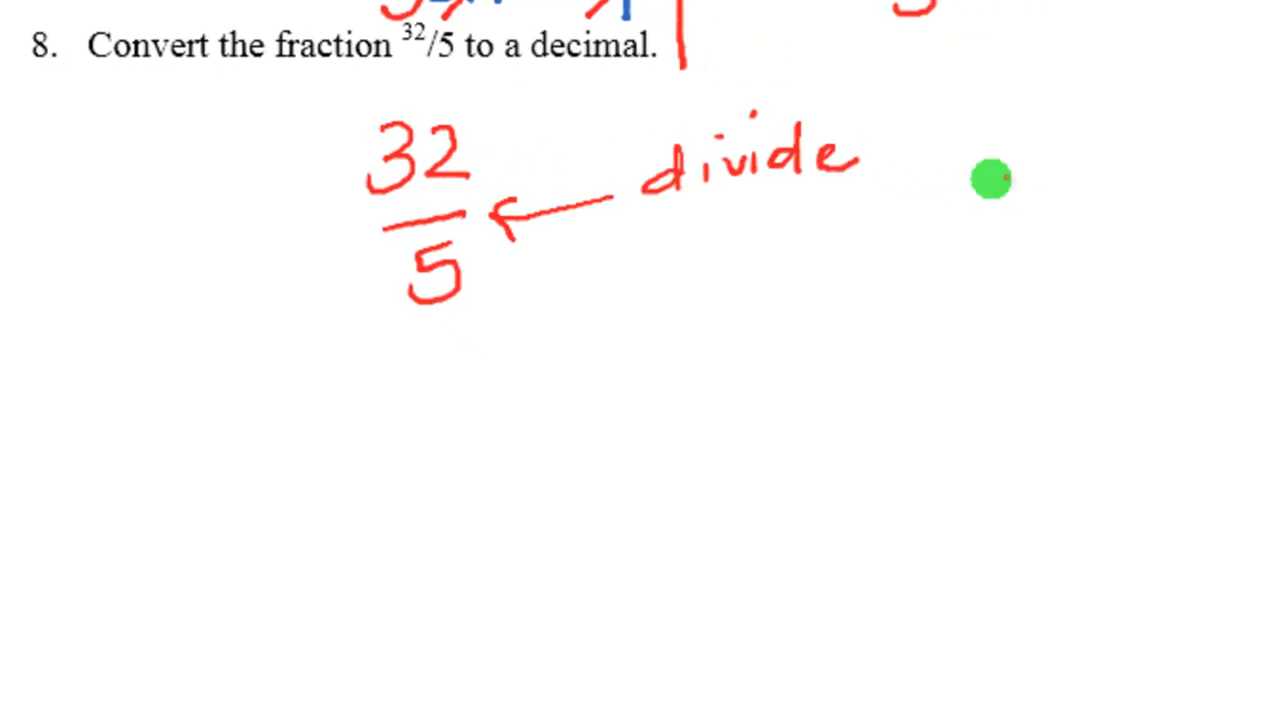 8. Convert the fraction ³²/5 to a decimal.
32
5
divide